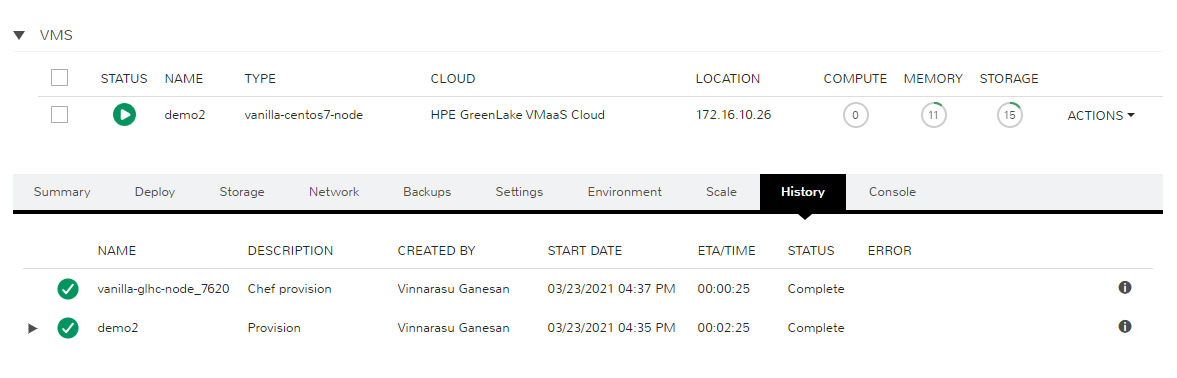 VMS
STATUS NAME TYPE CLOUD LOCATION COMPUTE MEMORY STORAGE
demo2 vanilla-centos7-node HPE GreenLake VMaaS Cloud 172.16.10.26 0 11 15 ACTIONS
Summary Deploy Storage Network Backups Settings Environment Scale History Console
NAME DESCRIPTION CREATED BY START DATE ETA/TIME STATUS ERROR
vanilla-glhc-node_7620 Chef provision Vinnarasu Ganesan 03/23/2021 04:37 PM 00:00:25 Complete
demo2 Provision Vinnarasu Ganesan 03/23/2021 04:35 PM 00:02:25 Complete